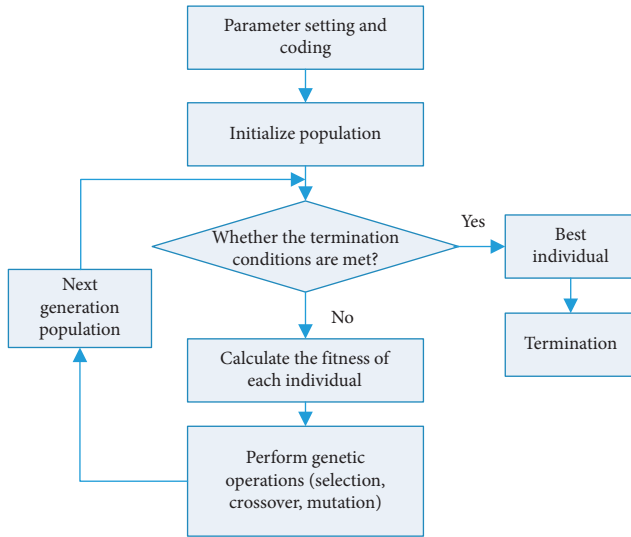 Parameter setting and
coding
Initialize population
Whether the termination
conditions are met?
Yes
Best
individual
Next
generation
population
No
Termination
Calculate the fitness of
each individual
Perform genetic
operations (selection,
crossover, mutation)